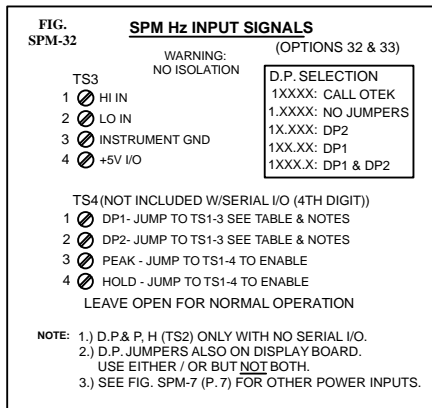 FIG.
SPM-32
SPM Hz INPUT SIGNALS
(OPTIONS 32 & 33)
WARNING:
NO ISOLATION
TS3
1 HI IN
2 LO IN
3 INSTRUMENT GND
4 +5V I/O
D.P. SELECTION
1XXXX: CALL OTEK
1.XXXX: NO JUMPERS
1X.XXX: DP2
1XX.XX: DP1
1XXX.X: DP1 & DP2
TS4 (NOT INCLUDED W/SERIAL I/O (4TH DIGIT))
1 DP1- JUMP TO TS1-3 SEE TABLE & NOTES
2 DP2- JUMP TO TS1-3 SEE TABLE & NOTES
3 PEAK - JUMP TO TS1-4 TO ENABLE
4 HOLD - JUMP TO TS1-4 TO ENABLE
LEAVE OPEN FOR NORMAL OPERATION
NOTE: 1.) D.P.& P, H (TS2) ONLY WITH NO SERIAL I/O.
2.) D.P. JUMPERS ALSO ON DISPLAY BOARD.
USE EITHER / OR BUT NOT BOTH.
3.) SEE FIG. SPM-7 (P. 7) FOR OTHER POWER INPUTS.